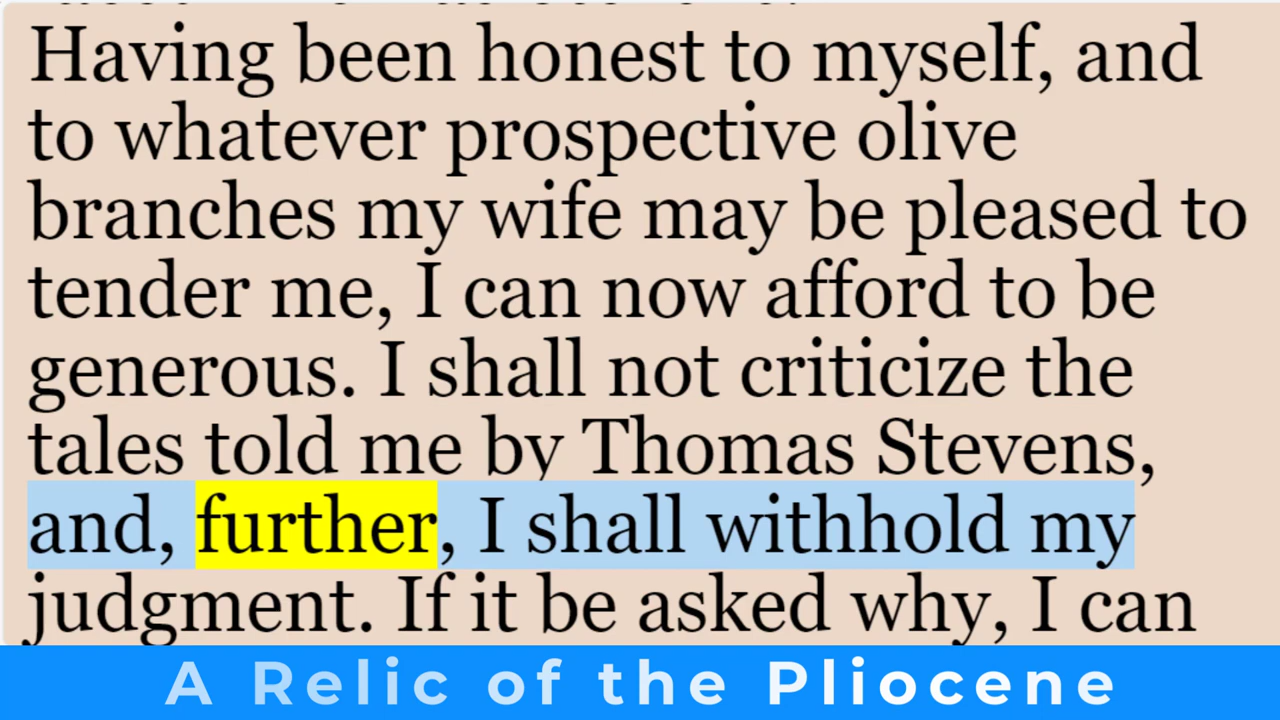 Having been honest to myself, and
to whatever prospective olive
branches my wife may be pleased to
tender me, I can now afford to be
generous. I shall not criticize the
tales told me by Thomas Stevens,
and, further, I shall withhold my
judgment. If it be asked why, I can
A Relic of the Pliocene